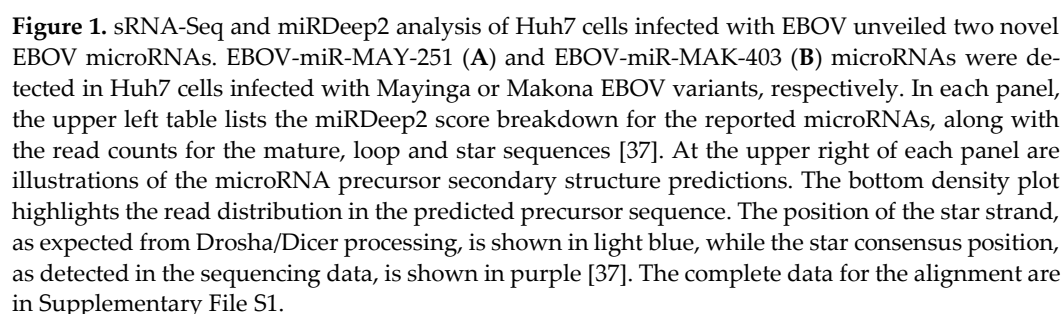 Figure 1. sRNA-Seq and miRDeep2 analysis of Huh7 cells infected with EBOV unveiled two novel
EBOV microRNAs. EBOV-miR-MAY-251 (A) and EBOV-miR-MAK-403 (B) microRNAs were de-
tected in Huh7 cells infected with Mayinga or Makona EBOV variants, respectively. In each panel,
the upper left table lists the miRDeep2 score breakdown for the reported microRNAs, along with
the read counts for the mature, loop and star sequences [37]. At the upper right of each panel are
illustrations of the microRNA precursor secondary structure predictions. The bottom density plot
highlights the read distribution in the predicted precursor sequence. The position of the star strand,
as expected from Drosha/Dicer processing, is shown in light blue, while the star consensus position,
as detected in the sequencing data, is shown in purple [37]. The complete data for the alignment are
in Supplementary File S1.